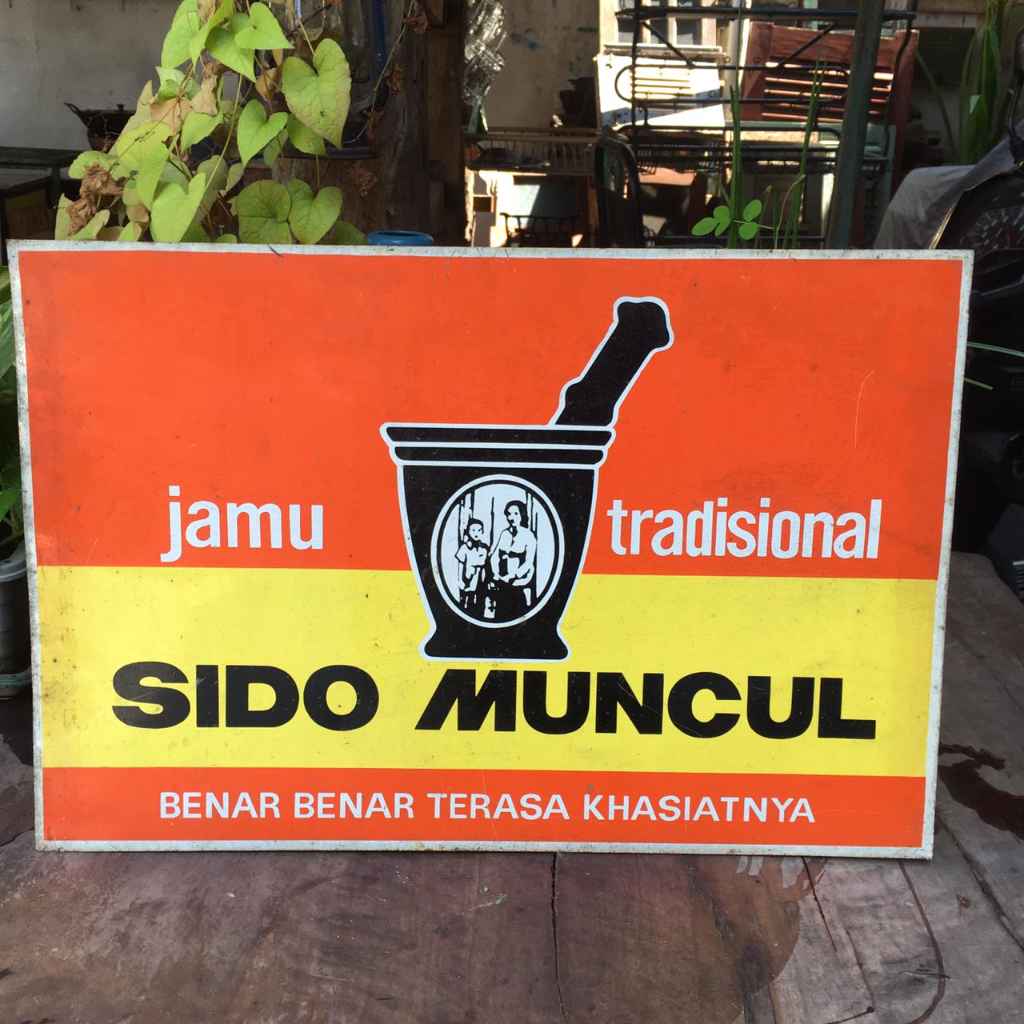 jamu tradisional
SIDO MUNCUL
BENAR BENAR TERASA KHASIATNYA